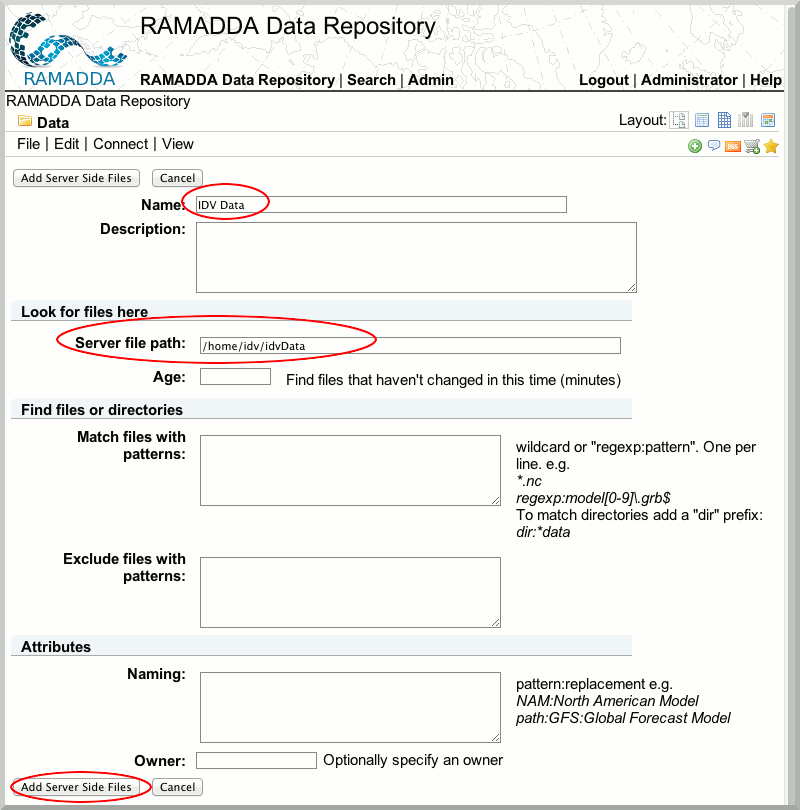 RAMADDA Data Repository
RAMADDA
RAMADDA Data Repository | Search | Admin
Logout | Administrator | Help
RAMADDA Data Repository
Data
Layout:
File | Edit | Connect | View
Add Server Side Files Cancel
Name: IDV Data
Description:
Look for files here
Server file path: /home/idv/idvData
Age: Find files that haven't changed in this time (minutes)
Find files or directories
Match files with
patterns:
wildcard or "regexp:pattern". One per
line. e.g.
*.nc
regexp:model[0-9]\.grb$
To match directories add a "dir" prefix:
dir:*data
Exclude files with
patterns:
Attributes
Naming:
pattern:replacement e.g.
NAM:North American Model
path:GFS:Global Forecast Model
Owner: Optionally specify an owner
Add Server Side Files Cancel